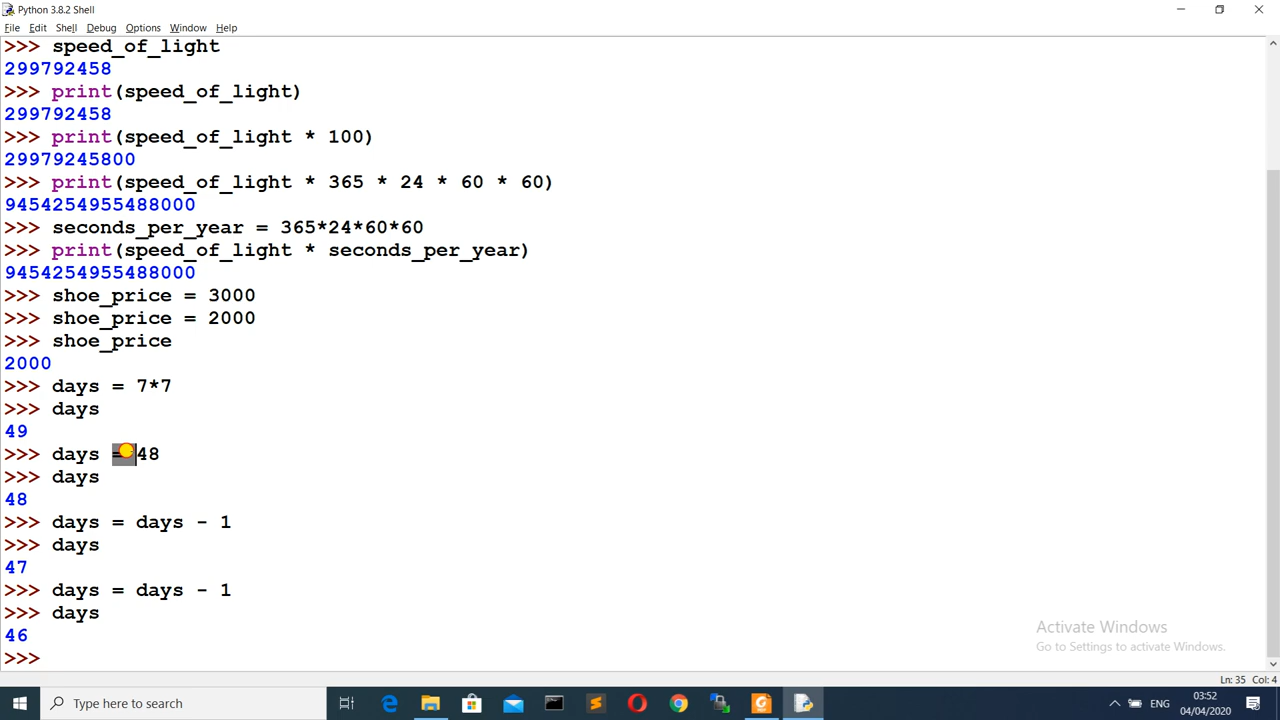 Python 3.8.2 Shell
File Edit Shell Debug Options Window Help
>>> speed_of_light
299792458
>>> print(speed_of_light)
299792458
>>> print(speed_of_light * 100)
29979245800
>>> print(speed_of_light * 365 * 24 * 60 * 60)
9454254955488000
>>> seconds_per_year = 365*24*60*60
>>> print(speed_of_light * seconds_per_year)
9454254955488000
>>> shoe_price = 3000
>>> shoe_price = 2000
>>> shoe_price
2000
>>> days = 7*7
>>> days
49
>>> days = 48
>>> days
48
>>> days = days - 1
>>> days
47
>>> days = days - 1
>>> days
46
>>>
Activate Windows
Go to Settings to activate Windows.
Ln: 35 Col: 4
Type here to search
ENG
03:52
04/04/2020